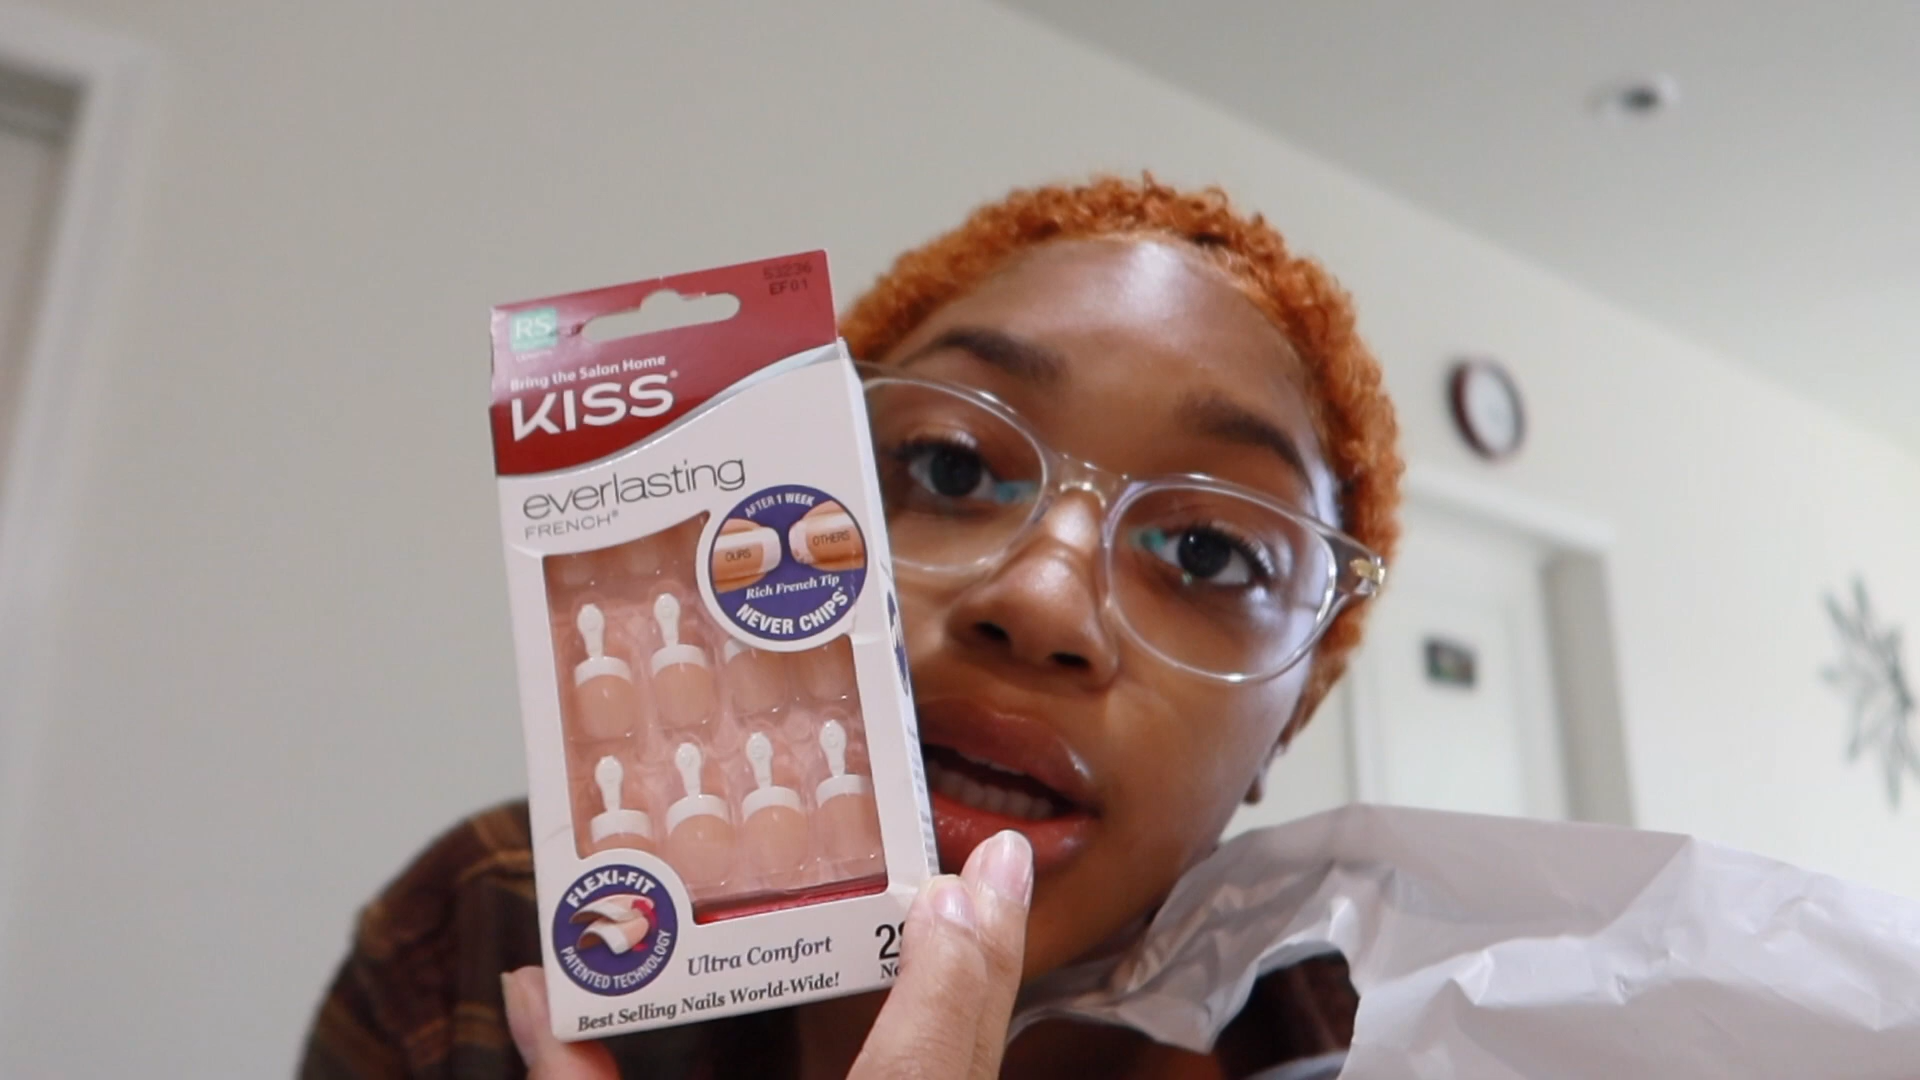 53236
EF01
RS
Bring the Salon Home
KISS®
everlasting
FRENCH®
AFTER 1 WEEK
OURS
OTHERS
Rich French Tip
NEVER CHIPS*
FLEXI-FIT
PATENTED TECHNOLOGY
Ultra Comfort
Best Selling Nails World-Wide!